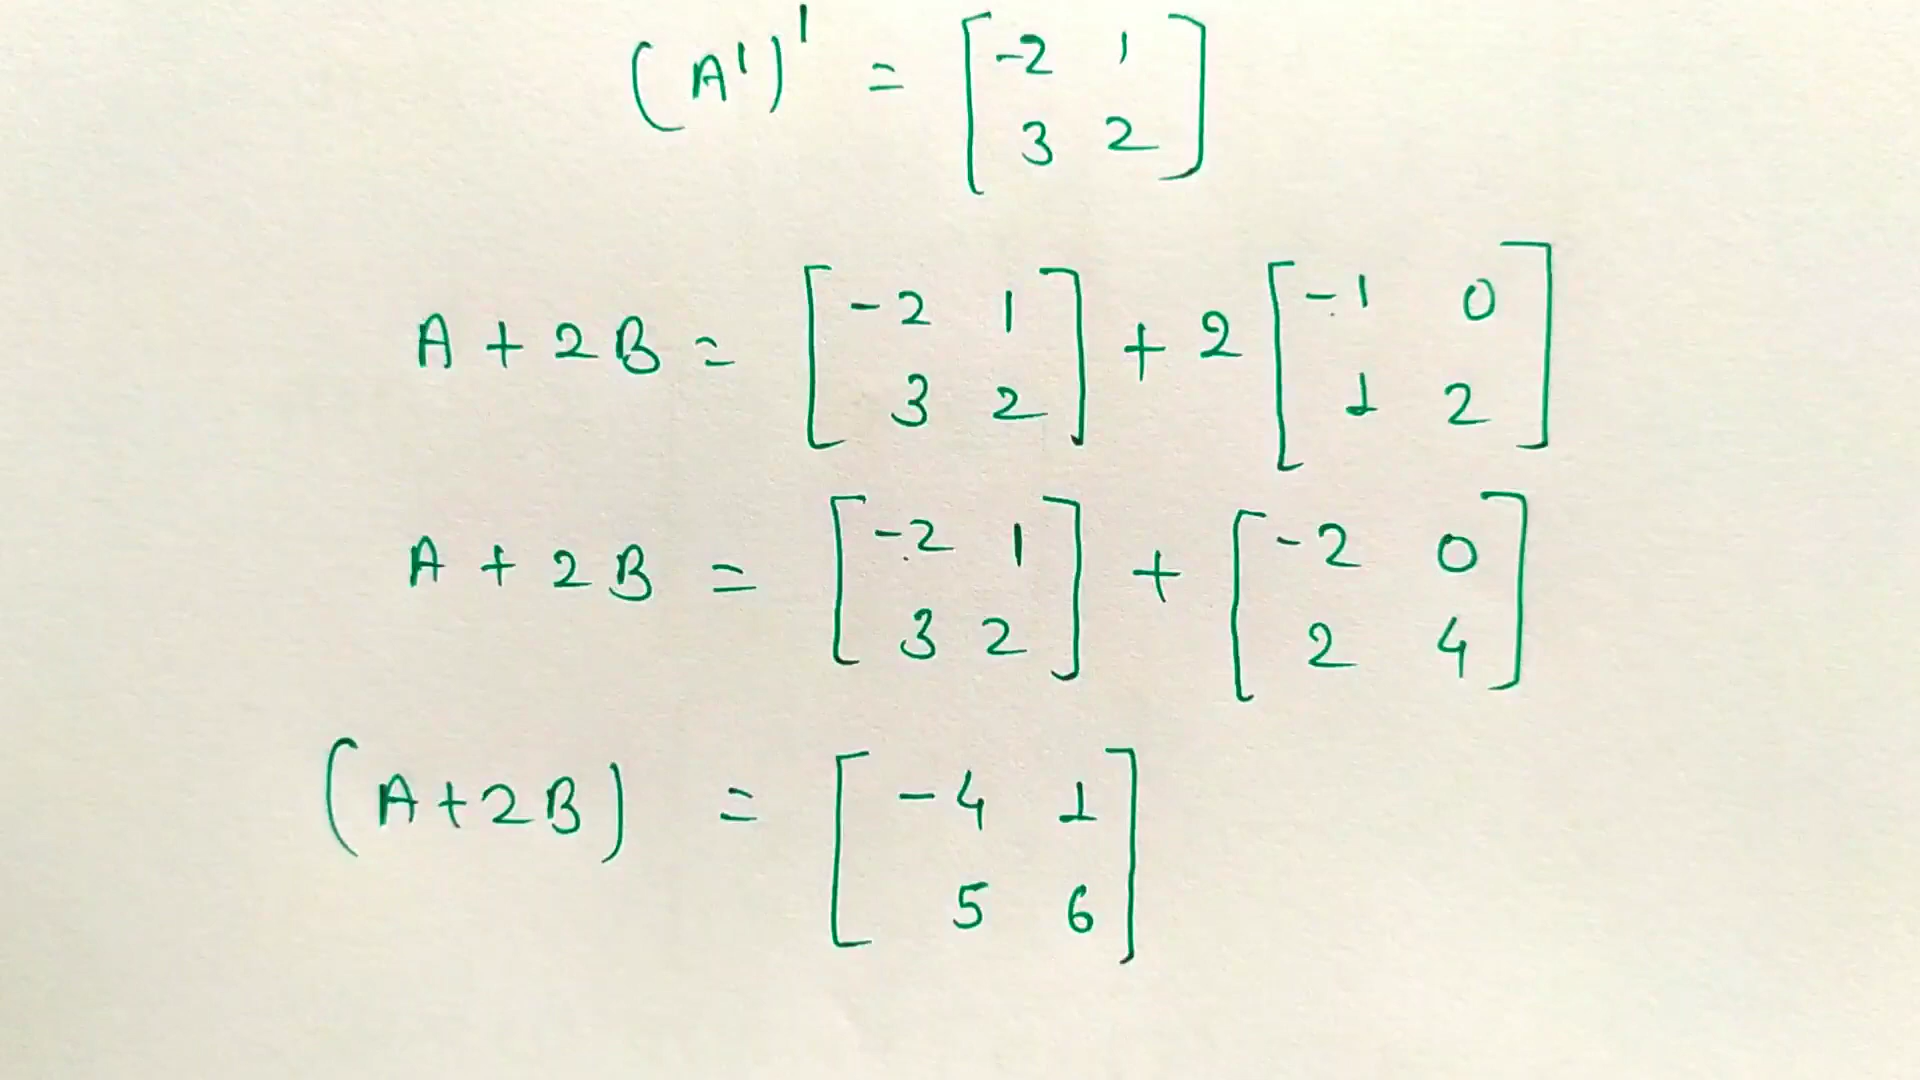 (A')' = [-2 1
3 2]
A + 2B = [-2 1
3 2] + 2 [-1 0
1 2]
A + 2B = [-2 1
3 2] + [-2 0
2 4]
(A+2B) = [-4 1
5 6]